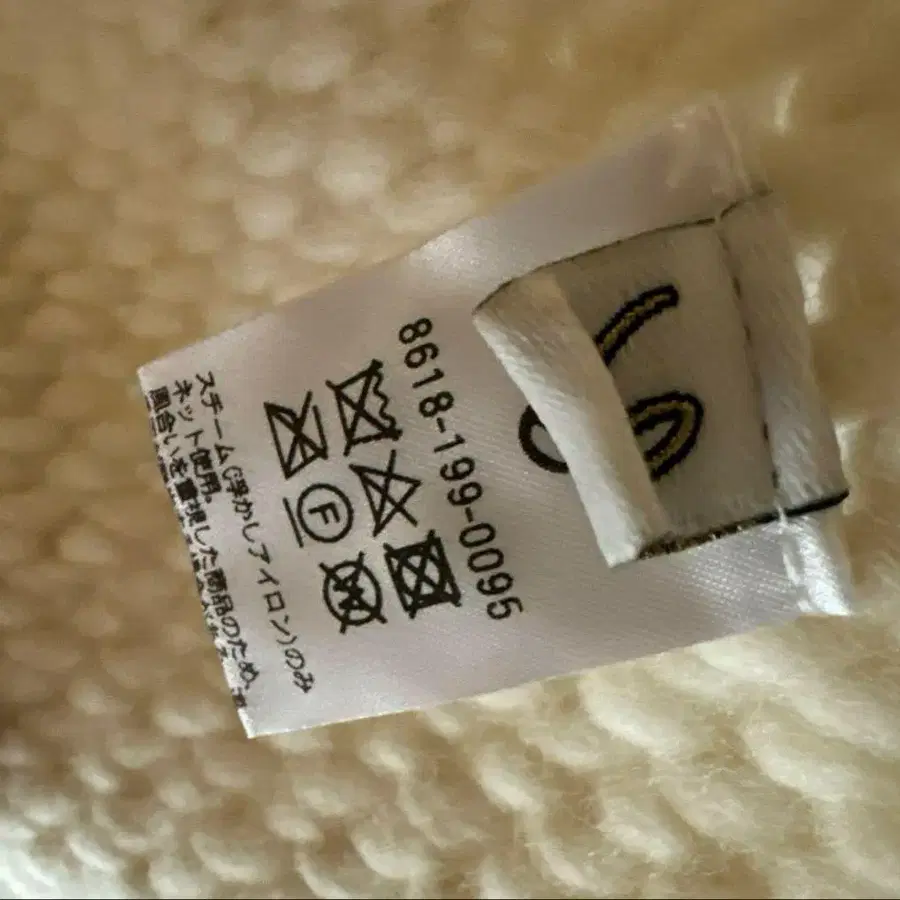 8618-199-0095
F
W
スチーム(浮かしアイロン)のみ
ネット使用。
風合いを重視した商品のため、